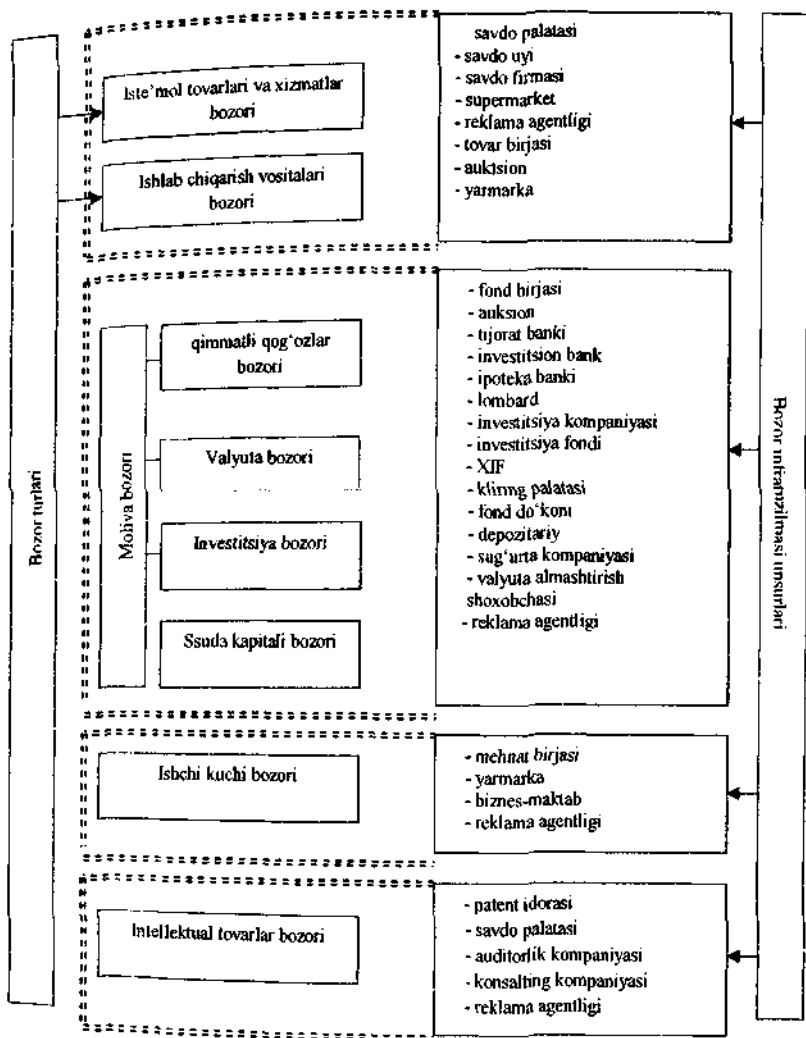 Bozor turlari
Iste'mol tovarlari va xizmatlar
bozori
Ishlab chiqarish vositalari
bozori
savdo palatasi
- savdo uyi
- savdo firmasi
- supermarket
- reklama agentligi
- tovar birjasi
- auktsion
- yarmarka
Moliya bozori
qimmatli qog‘ozlar
bozori
Valyuta bozori
Investitsiya bozori
Ssuda kapitali bozori
- fond birjasi
- auksion
- tijorat banki
- investitsion bank
- ipoteka banki
- lombard
- investitsiya kompaniyasi
- investitsiya fondi
- XIF
- kliring palatasi
- fond do‘koni
- depozitariy
- sug‘urta kompaniyasi
- valyuta almashtirish
shoxobchasi
- reklama agentligi
Ishchi kuchi bozori
- mehnat birjasi
- yarmarka
- biznes-maktab
- reklama agentligi
Intellektual tovarlar bozori
- patent idorasi
- savdo palatasi
- auditorlik kompaniyasi
- konsalting kompaniyasi
- reklama agentligi
Bozor infratuzilmasi unsurlari